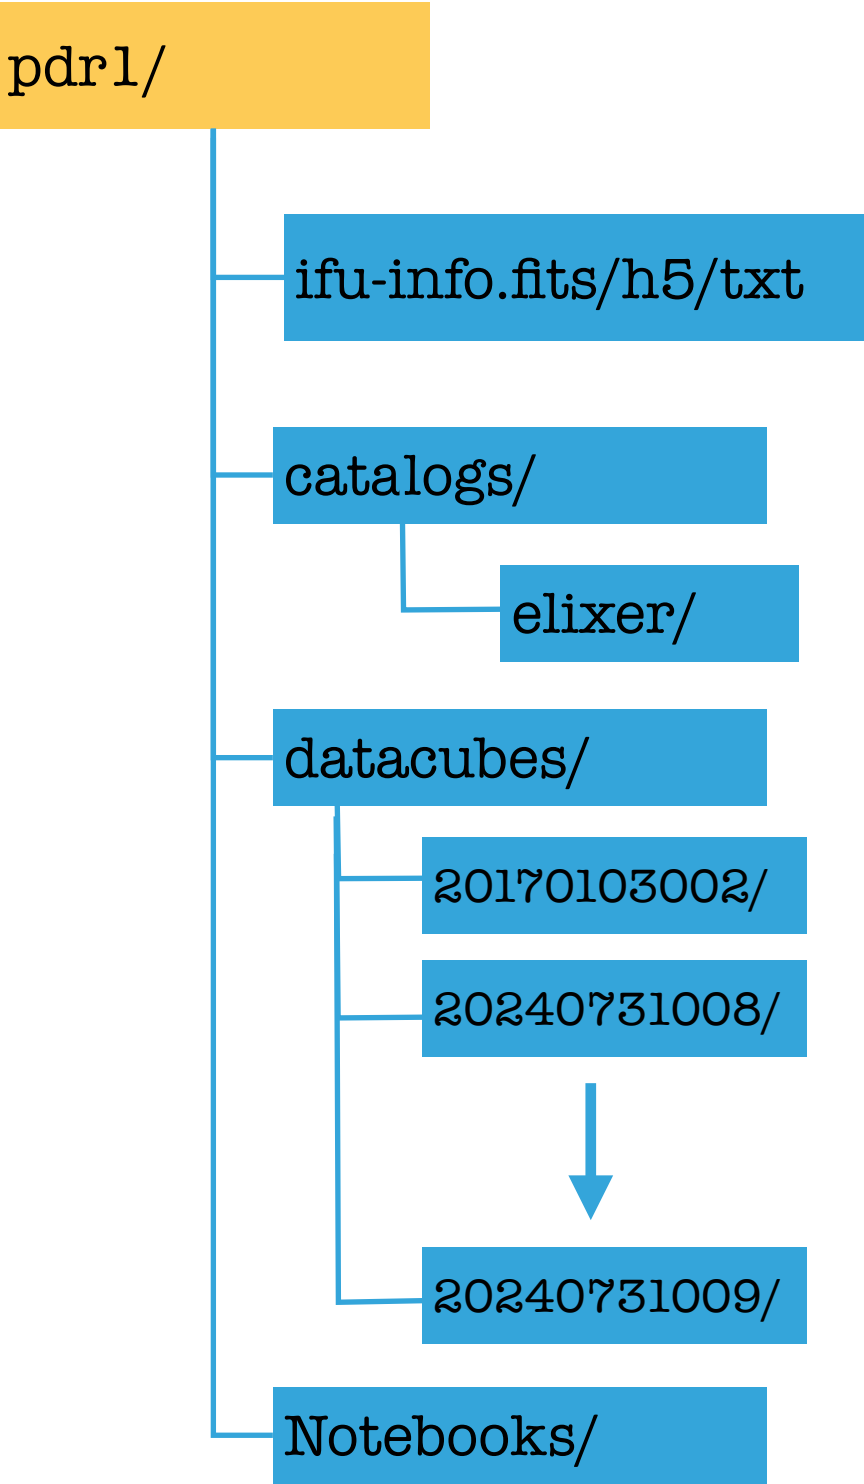 pdr1/
ifu-info.fits/h5/txt
catalogs/
elixer/
datacubes/
20170103002/
20240731008/
20240731009/
Notebooks/